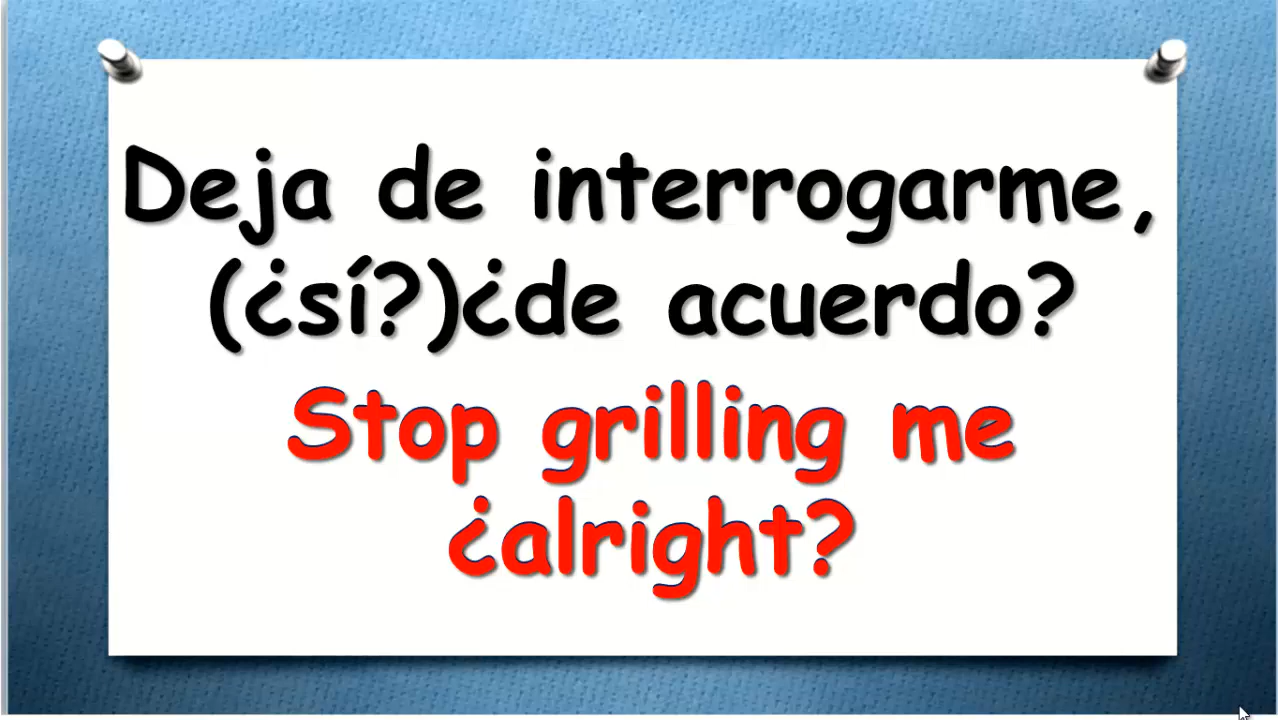 Deja de interrogarme,
(¿sí?)¿de acuerdo?
Stop grilling me
¿alright?